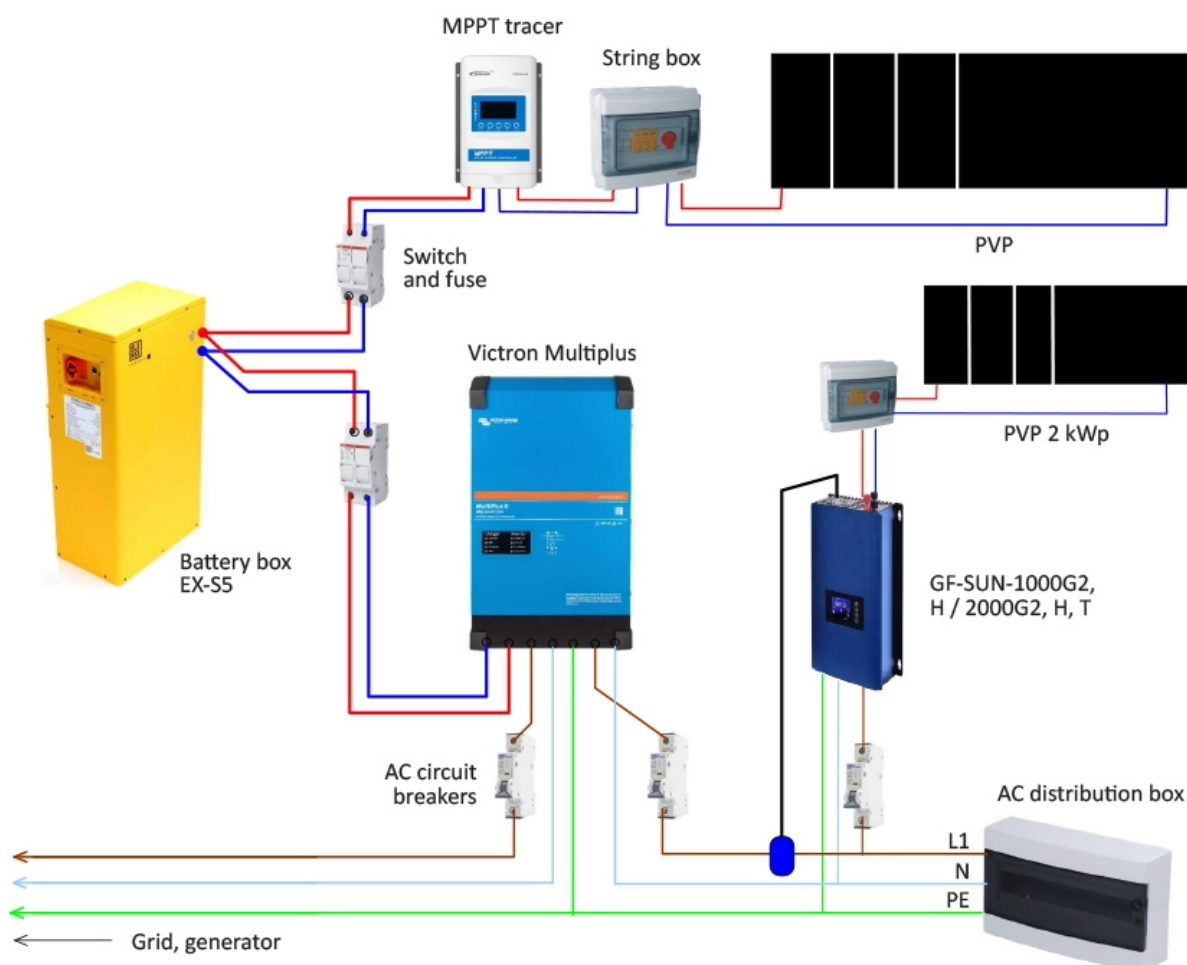 MPPT tracer
String box
MPPT
PVP
Switch
and fuse
Victron Multiplus
PVP 2 kWp
Battery box
EX-S5
GF-SUN-1000G2,
H / 2000G2, H, T
AC circuit
breakers
AC distribution box
L1
N
PE
Grid, generator